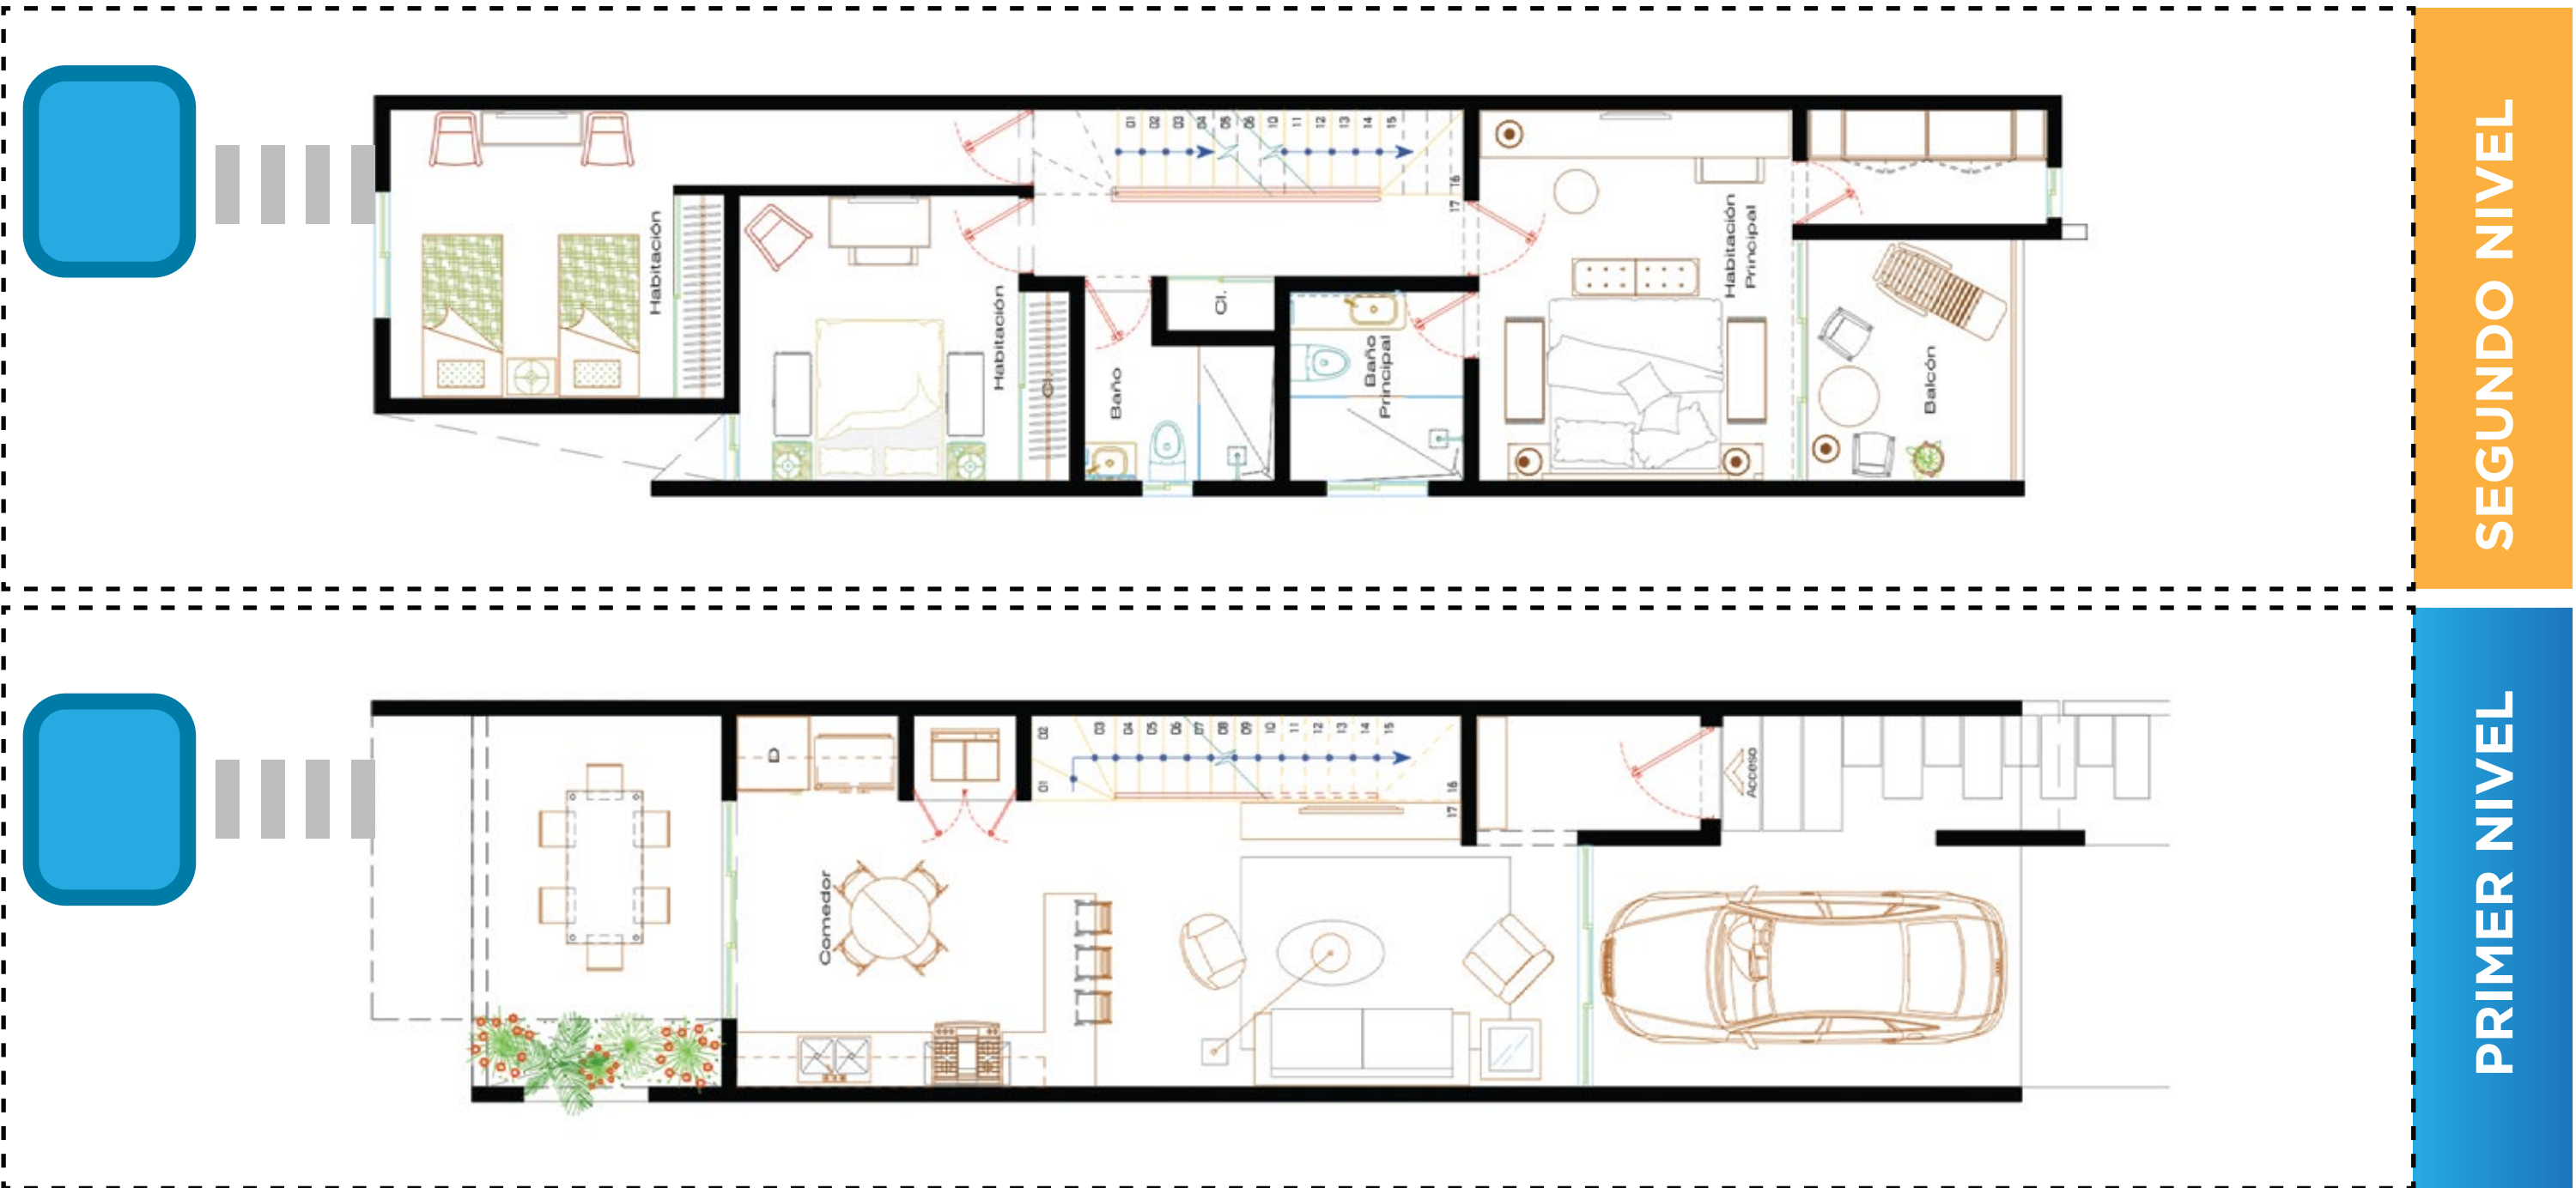 SEGUNDO NIVEL
01 02 03 04 05 06 10 11 12 13 14 15
16
17
Habitación
Habitación
Cl.
Baño
Cl.
Baño
Principal
Habitación
Principal
Balcón
PRIMER NIVEL
D
02
01
03 04 05 06 07 08 09 10 11 12 13 14 15
16
17
Acceso
Comedor